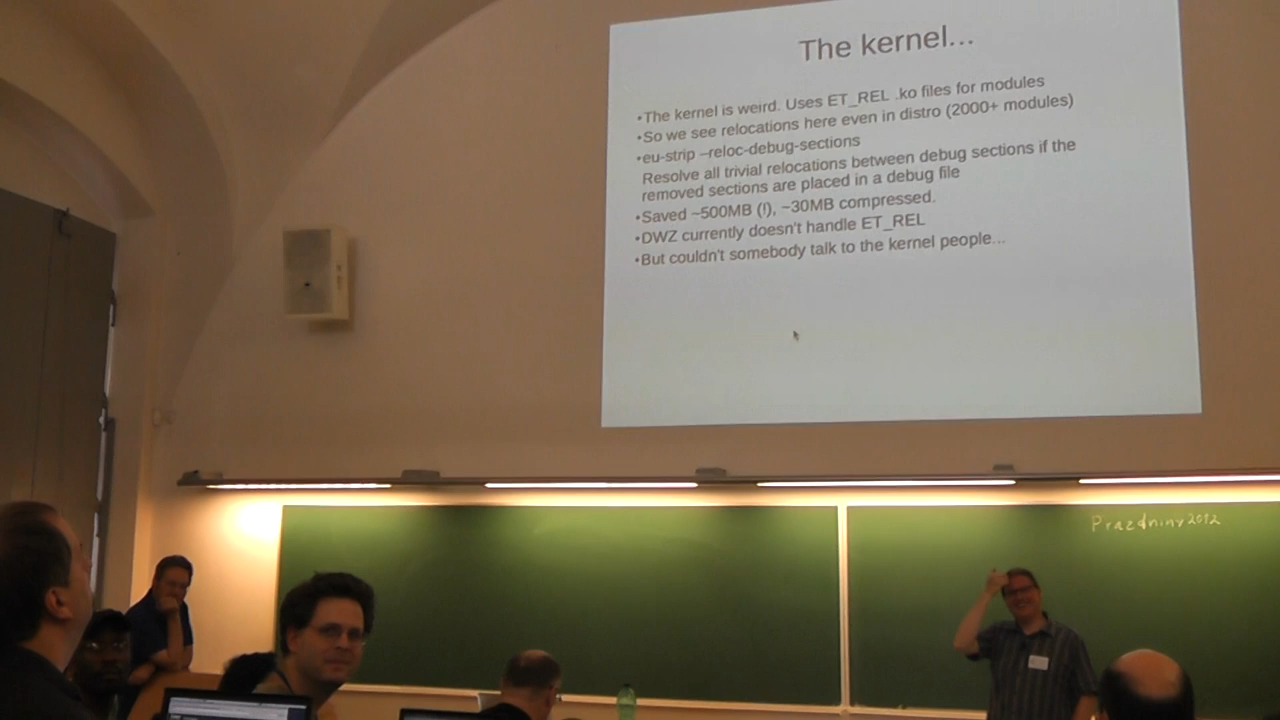 The kernel...
•The kernel is weird. Uses ET_REL .ko files for modules
•So we see relocations here even in distro (2000+ modules)
•eu-strip –reloc-debug-sections
Resolve all trivial relocations between debug sections if the
removed sections are placed in a debug file
•Saved ~500MB (!), ~30MB compressed.
•DWZ currently doesn't handle ET_REL
•But couldn't somebody talk to the kernel people...
Prazdniny 2012